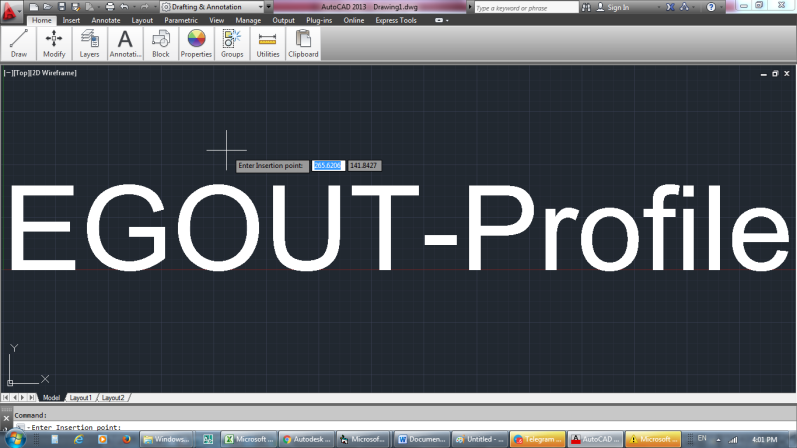 Drafting & Annotation
AutoCAD 2013 Drawing1.dwg
Type a keyword or phrase
Sign In
Home Insert Annotate Layout Parametric View Manage Output Plug-ins Online Express Tools
Draw Modify Layers Annotati... Block Properties Groups Utilities Clipboard
[−][Top][2D Wireframe]
Enter Insertion point: 265.6206 141.8427
EGOUT-Profile
Y
X
Model Layout1 Layout2
Command:
Enter Insertion point:
Windows... Microsoft ... Autodesk ... Microsof... Documen... Untitled - ... Telegram ... AutoCAD ... Microsoft ... EN 4:01 PM